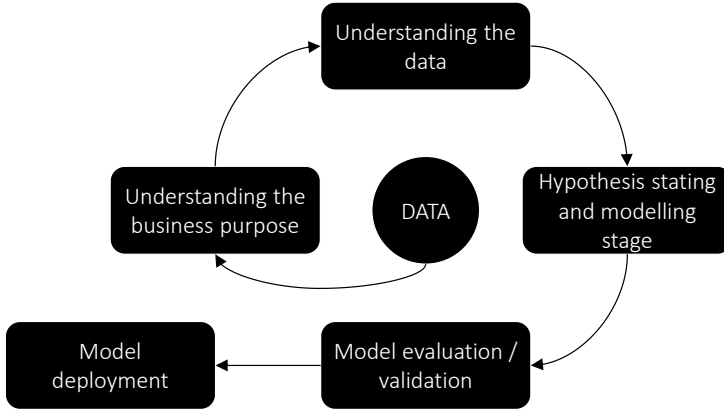 Understanding the
data
Understanding the
business purpose
DATA
Hypothesis stating
and modelling
stage
Model
deployment
Model evaluation /
validation